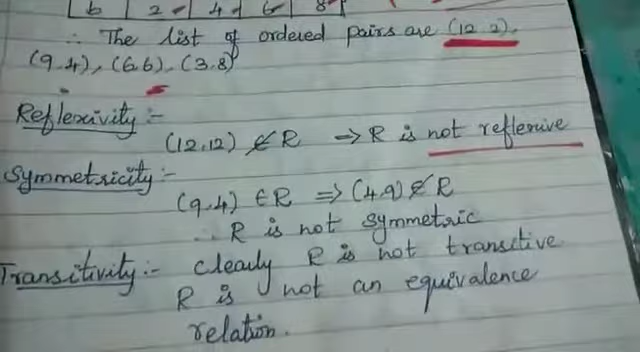 b 2 4 6 8
∴ The list of ordered pairs are (12,2),
(9,4), (6,6), (3,8)
Reflexivity:-
(12,12) ∉ R ⇒ R is not reflexive
Symmetricity:-
(9,4) ∈ R ⇒ (4,9) ∉ R
∴ R is not symmetric
Transitivity:- clearly R is not transitive
R is not an equivalence
relation.